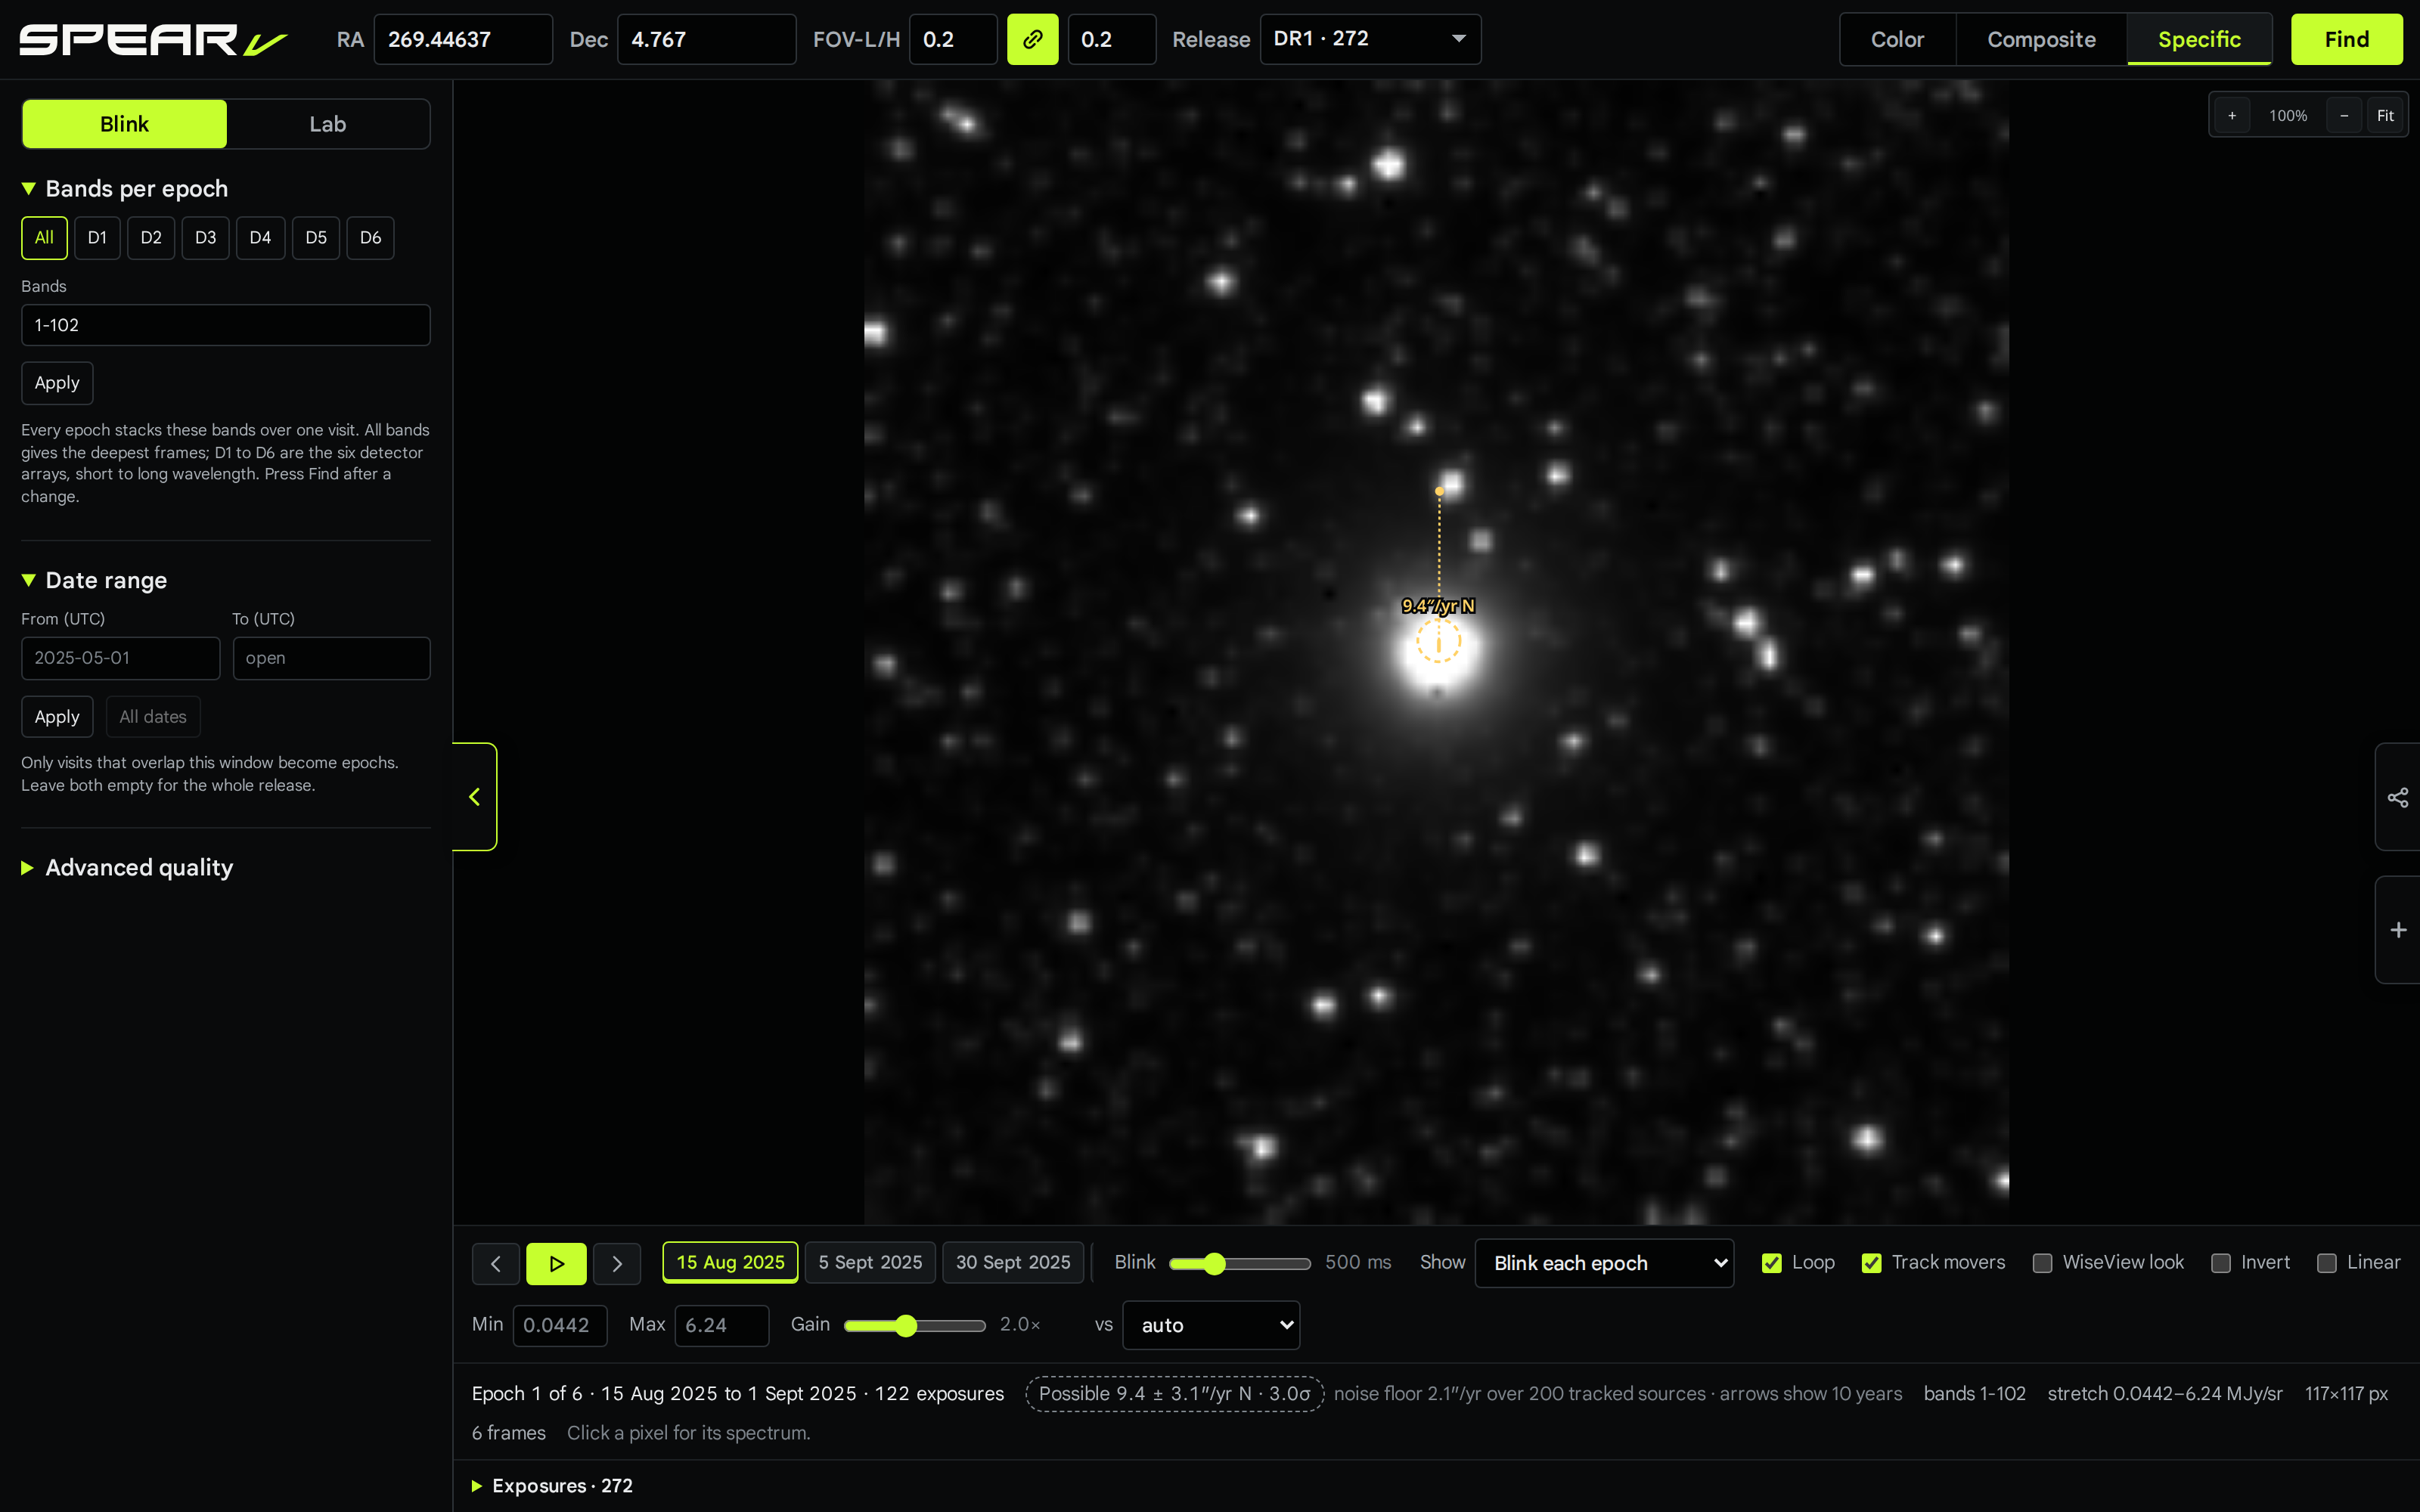 SPEAR RA 269.44637 Dec 4.767 FOV-L/H 0.2 0.2 Release DR1 · 272 Color Composite Specific Find
Blink Lab
+ 100% − Fit
Bands per epoch
All D1 D2 D3 D4 D5 D6
Bands
1-102
Apply
Every epoch stacks these bands over one visit. All bands
gives the deepest frames; D1 to D6 are the six detector
arrays, short to long wavelength. Press Find after a
change.
Date range
From (UTC) To (UTC)
2025-05-01 open
Apply All dates
Only visits that overlap this window become epochs.
Leave both empty for the whole release.
Advanced quality
9.4″/yr N
15 Aug 2025 5 Sept 2025 30 Sept 2025 Blink 500 ms Show Blink each epoch Loop Track movers WiseView look Invert Linear
Min 0.0442 Max 6.24 Gain 2.0× vs auto
Epoch 1 of 6 · 15 Aug 2025 to 1 Sept 2025 · 122 exposures Possible 9.4 ± 3.1″/yr N · 3.0σ noise floor 2.1″/yr over 200 tracked sources · arrows show 10 years bands 1-102 stretch 0.0442–6.24 MJy/sr 117×117 px
6 frames Click a pixel for its spectrum.
Exposures · 272